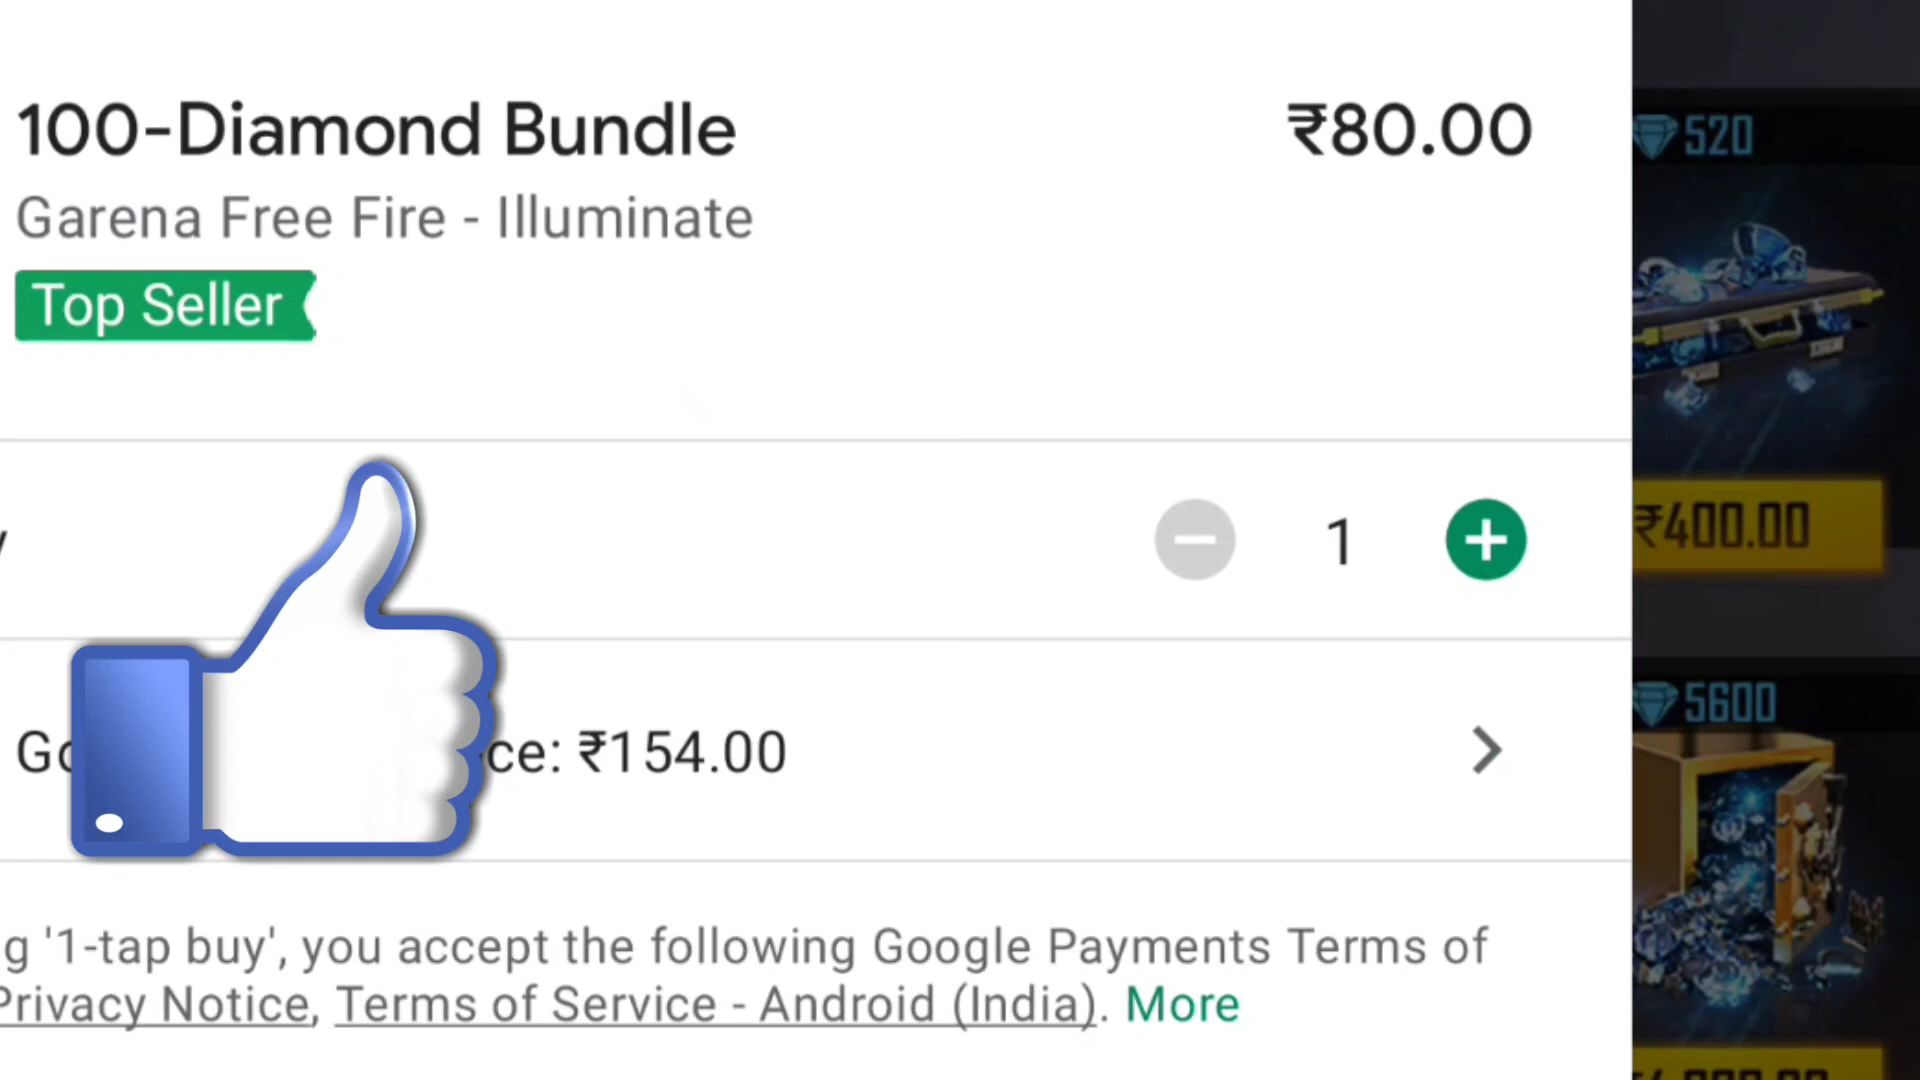 100-Diamond Bundle ₹80.00
Garena Free Fire - Illuminate
Top Seller
1
ce: ₹154.00
g '1-tap buy', you accept the following Google Payments Terms of
Privacy Notice, Terms of Service - Android (India). More
520
₹400.00
5600